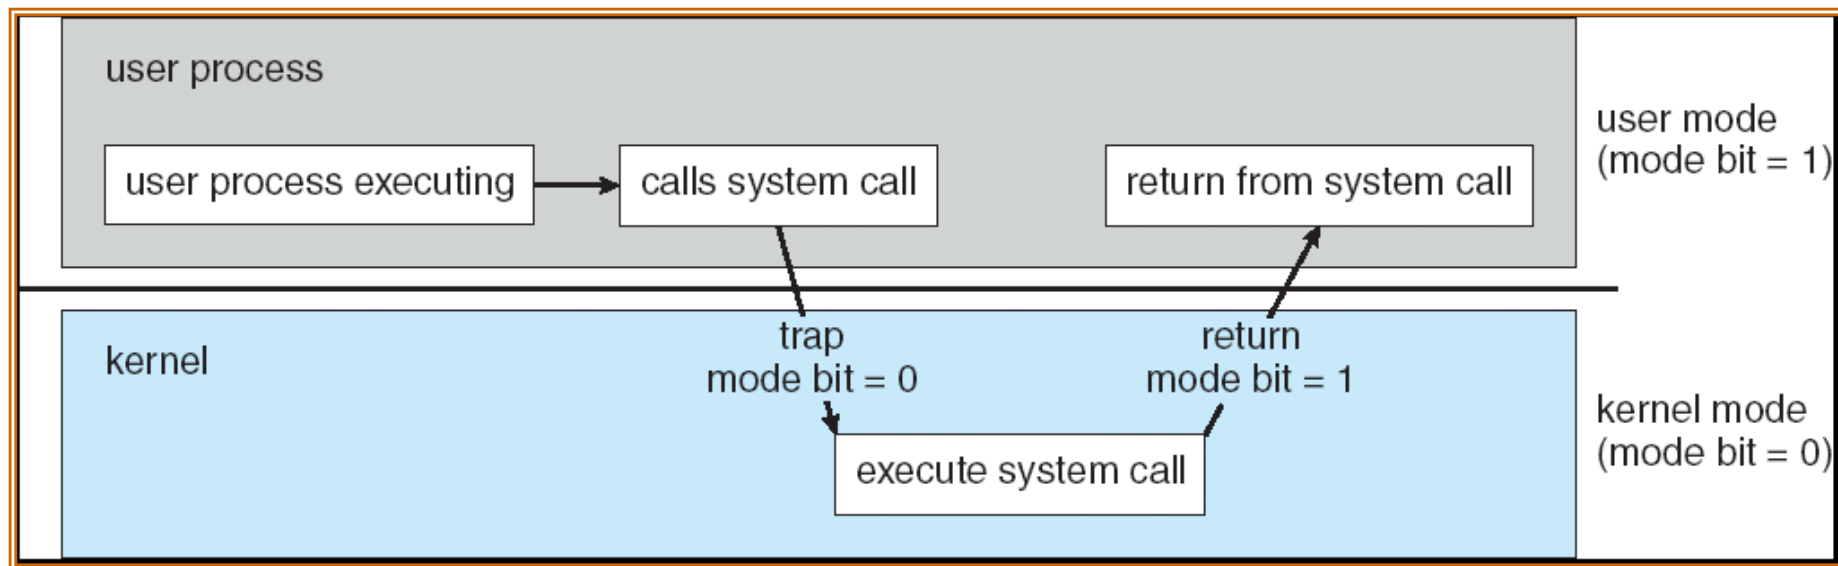 user process
user process executing
calls system call
return from system call
user mode
(mode bit = 1)
kernel
trap
mode bit = 0
return
mode bit = 1
execute system call
kernel mode
(mode bit = 0)